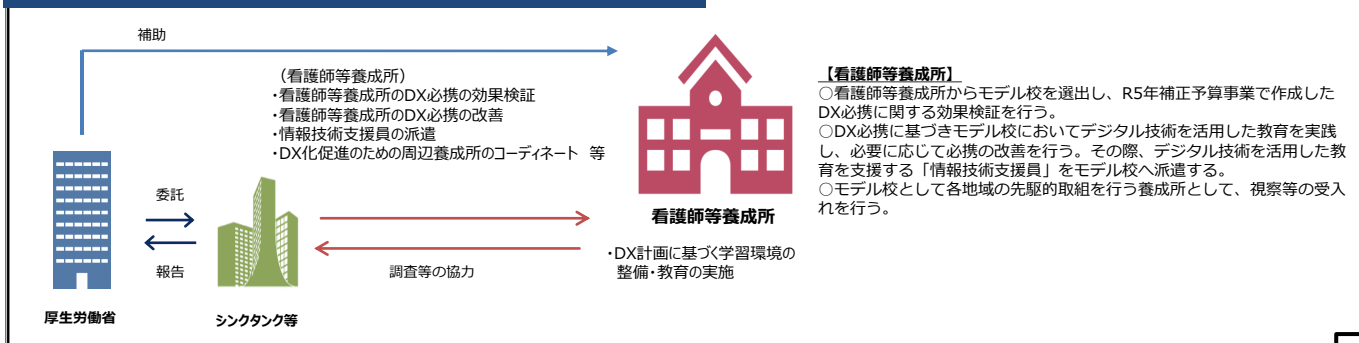 補助
（看護師等養成所）
・看護師等養成所のDX必携の効果検証
・看護師等養成所のDX必携の改善
・情報技術支援員の派遣
・DX化促進のための周辺養成所のコーディネート　等
委託
報告
調査等の協力
厚生労働省
シンクタンク等
看護師等養成所
・DX計画に基づく学習環境の
整備・教育の実施
【看護師等養成所】
○看護師等養成所からモデル校を選出し、R5年補正予算事業で作成した
DX必携に関する効果検証を行う。
○DX必携に基づきモデル校においてデジタル技術を活用した教育を実践
し、必要に応じて必携の改善を行う。その際、デジタル技術を活用した教
育を支援する「情報技術支援員」をモデル校へ派遣する。
○モデル校として各地域の先駆的取組を行う養成所として、視察等の受入
れを行う。